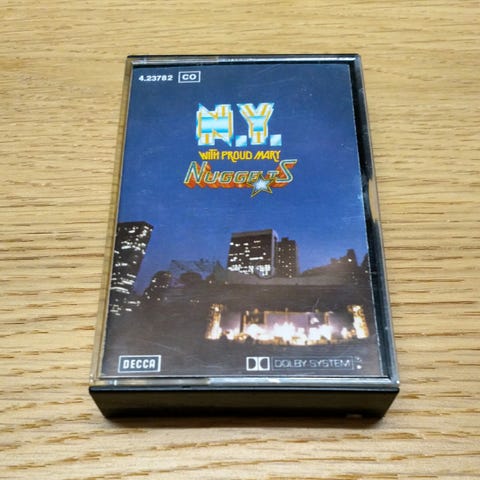 4.23782 CO
N.Y.
WITH PROUD MARY
NUGGETS
DECCA
DOLBY SYSTEM